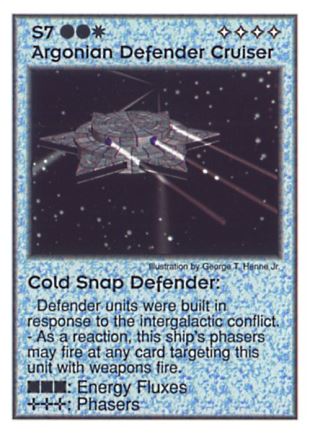 S7
Argonian Defender Cruiser
Illustration by George T. Henne Jr.
Cold Snap Defender:
Defender units were built in
response to the intergalactic conflict.
- As a reaction, this ship's phasers
may fire at any card targeting this
unit with weapons fire.
: Energy Fluxes
: Phasers